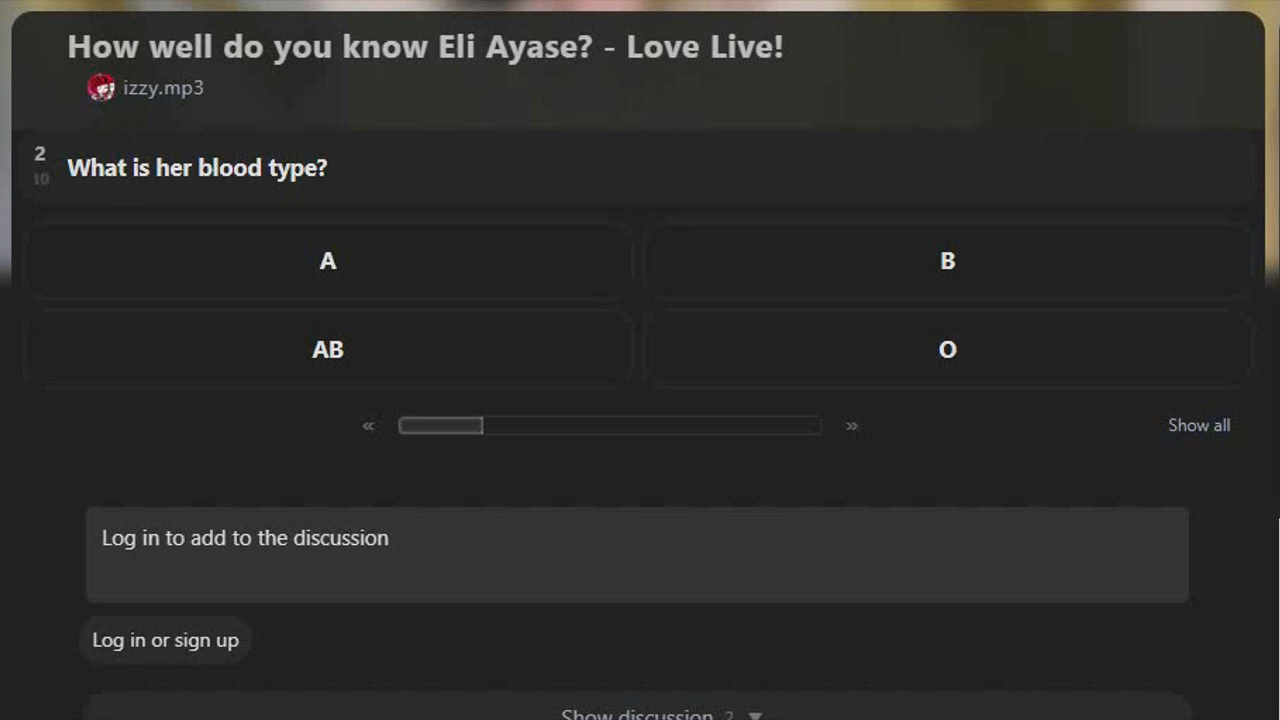 How well do you know Eli Ayase? - Love Live!
izzy.mp3
2
10
What is her blood type?
A
B
AB
O
«
»
Show all
Log in to add to the discussion
Log in or sign up
Show discussion 2 ▼